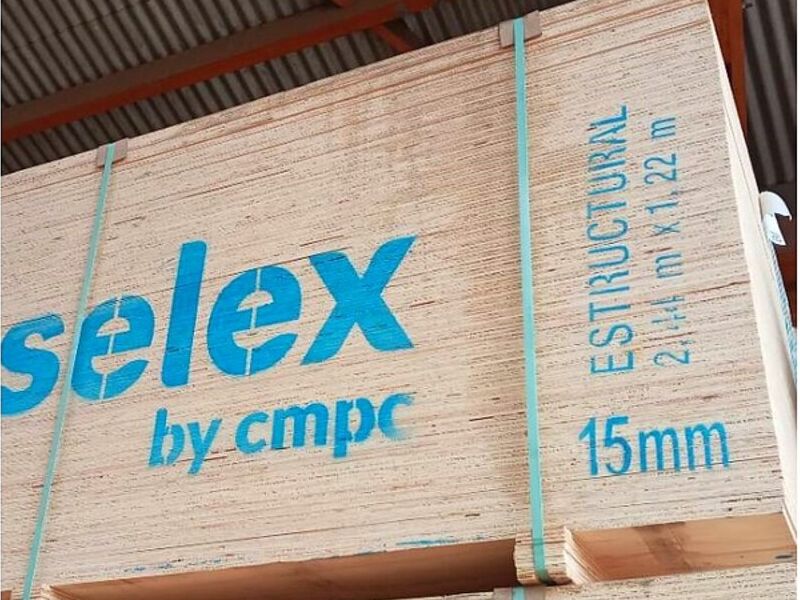 selex
by cmpc
ESTRUCTURAL
2,44 m x 1,22 m
15mm